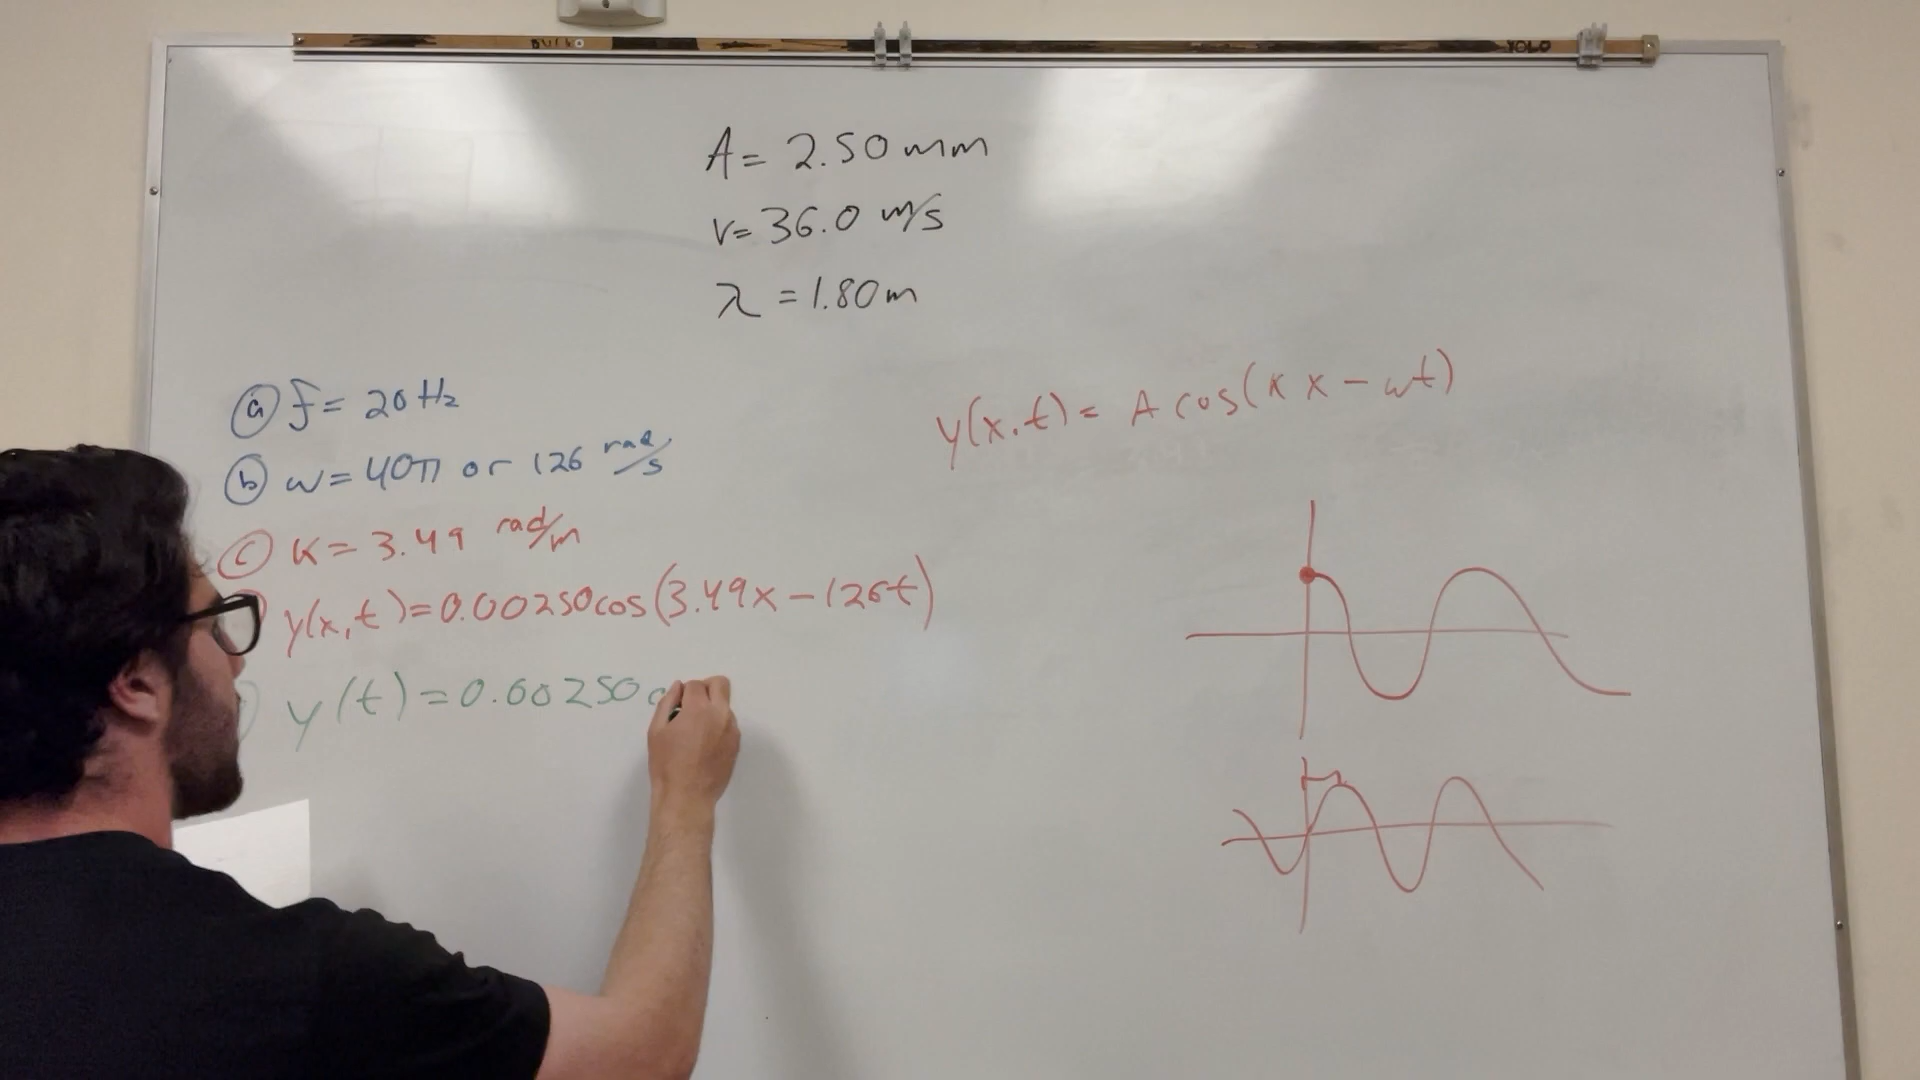 YOLO
A = 2.50 mm
v = 36.0 m/s
λ = 1.80 m
y(x,t) = A cos(kx - ωt)
a f = 20 Hz
b ω = 40π or 126 rad/s
c k = 3.49 rad/m
y(x,t) = 0.00250 cos(3.49x - 126t)
y(t) = 0.00250